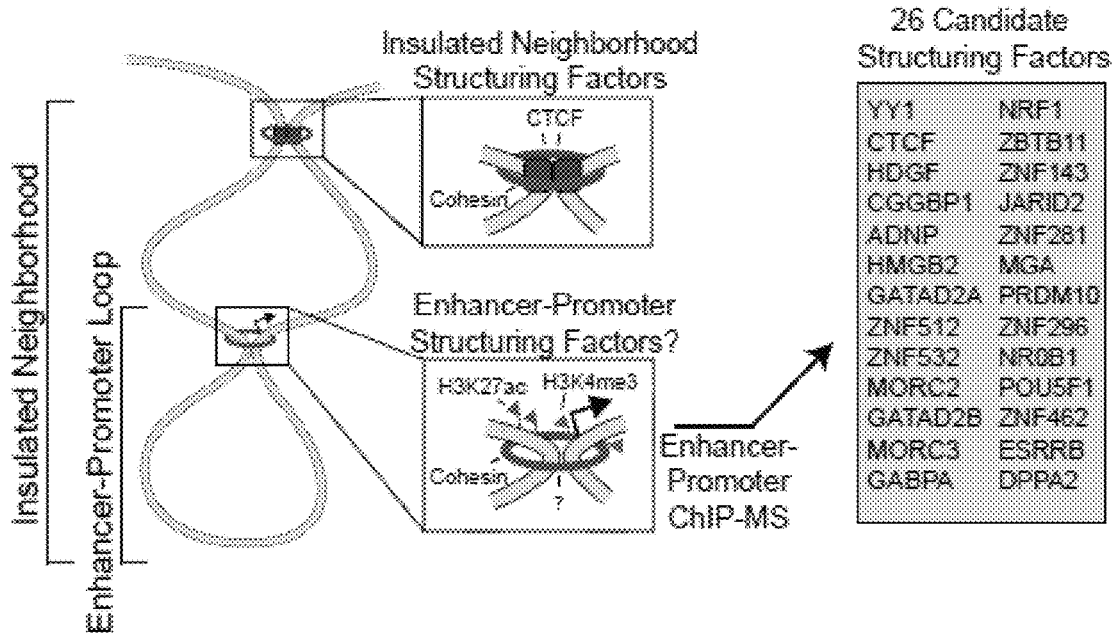 Insulated Neighborhood
Enhancer-Promoter Loop
Insulated Neighborhood
Structuring Factors
CTCF
Cohesin
Enhancer-Promoter
Structuring Factors?
H3K27ac
H3K4me3
Cohesin
?
Enhancer-
Promoter
ChIP-MS
26 Candidate
Structuring Factors
YY1 NRF1
CTCF ZBTB11
HDGF ZNF143
CGGBP1 JARID2
ADNP ZNF281
HMGB2 MGA
GATAD2A PRDM10
ZNF512 ZNF296
ZNF532 NR0B1
MORC2 POU5F1
GATAD2B ZNF462
MORC3 ESRRB
GABPA DPPA2